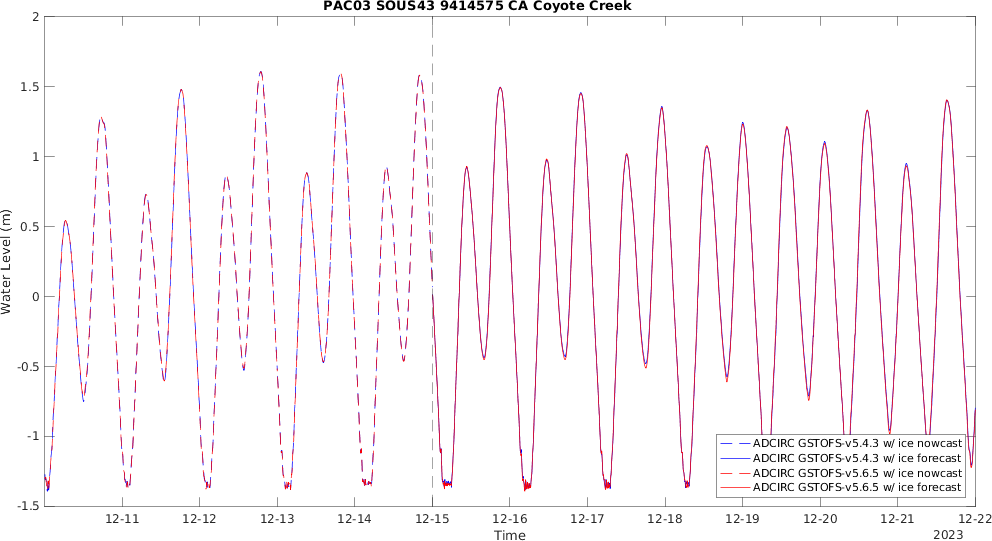 PAC03 SOUS43 9414575 CA Coyote Creek
2
1.5
1
0.5
0
-0.5
-1
-1.5
Water Level (m)
ADCIRC GSTOFS-v5.4.3 w/ ice nowcast
ADCIRC GSTOFS-v5.4.3 w/ ice forecast
ADCIRC GSTOFS-v5.6.5 w/ ice nowcast
ADCIRC GSTOFS-v5.6.5 w/ ice forecast
12-11 12-12 12-13 12-14 12-15 12-16 12-17 12-18 12-19 12-20 12-21 12-22
Time
2023